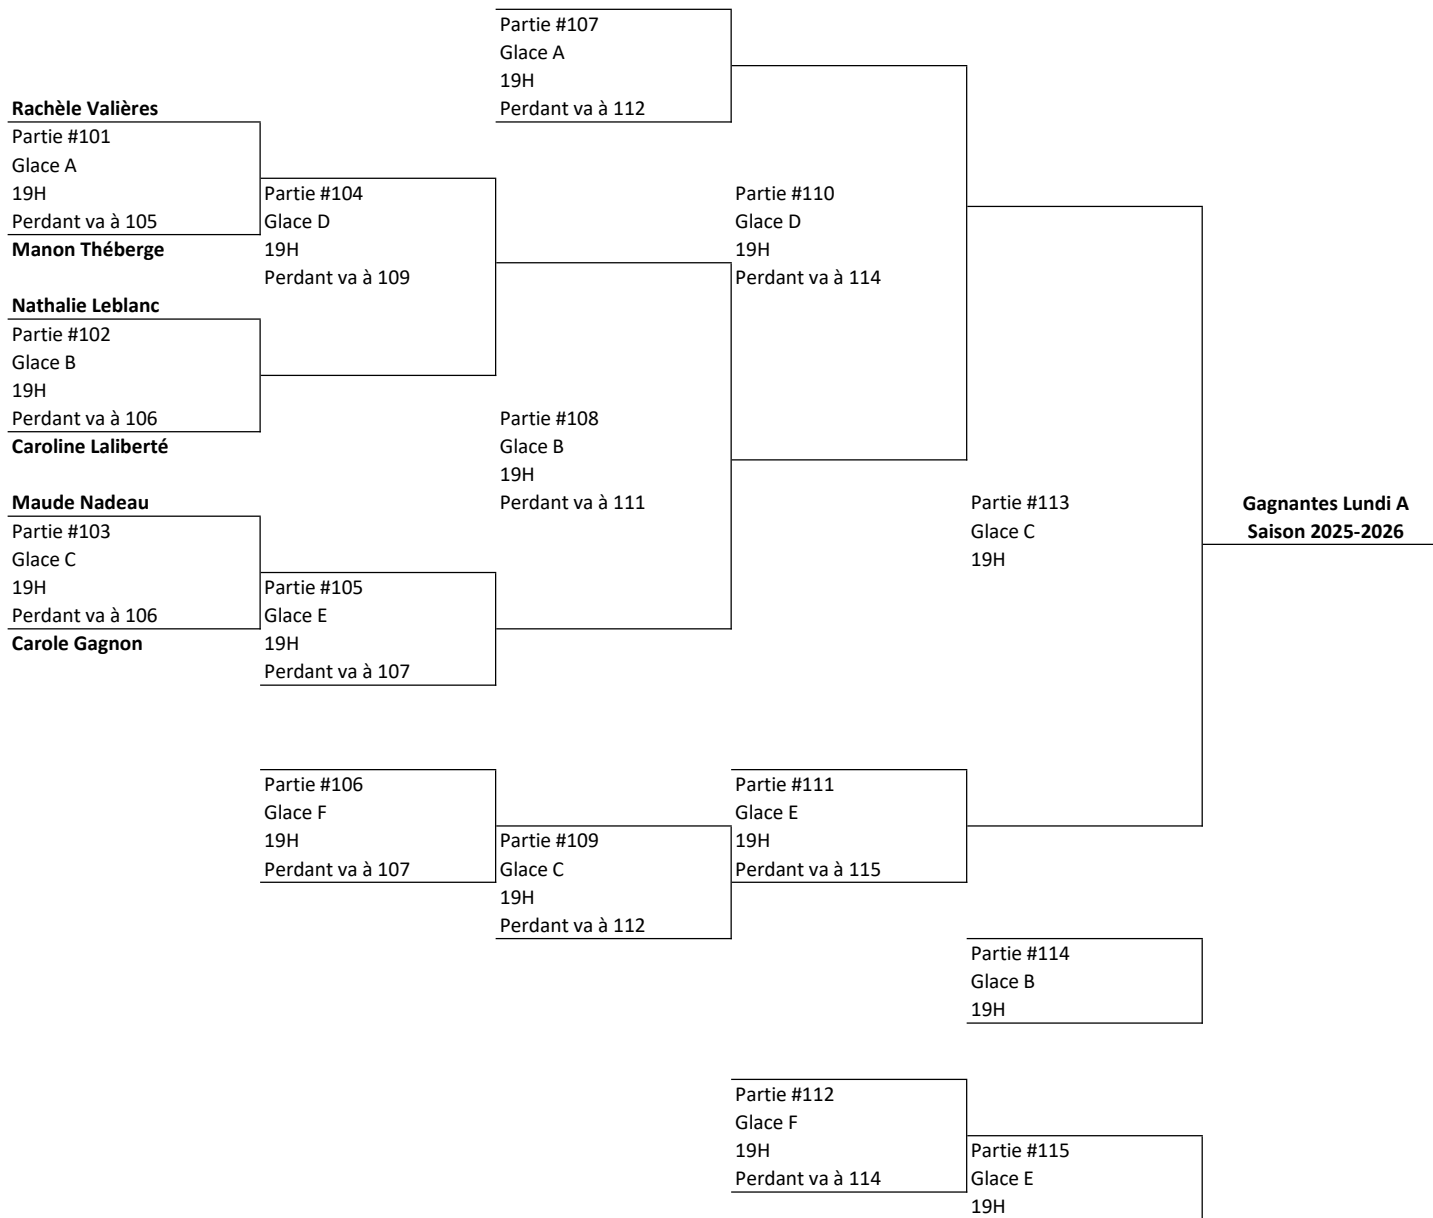 Partie #107
Glace A
19H
Perdant va à 112
Rachèle Valières
Partie #101
Glace A
19H
Perdant va à 105
Manon Théberge
Partie #104
Glace D
19H
Perdant va à 109
Partie #110
Glace D
19H
Perdant va à 114
Nathalie Leblanc
Partie #102
Glace B
19H
Perdant va à 106
Caroline Laliberté
Partie #108
Glace B
19H
Perdant va à 111
Maude Nadeau
Partie #103
Glace C
19H
Perdant va à 106
Carole Gagnon
Partie #105
Glace E
19H
Perdant va à 107
Partie #113
Glace C
19H
Gagnantes Lundi A
Saison 2025-2026
Partie #106
Glace F
19H
Perdant va à 107
Partie #109
Glace C
19H
Perdant va à 112
Partie #111
Glace E
19H
Perdant va à 115
Partie #114
Glace B
19H
Partie #112
Glace F
19H
Perdant va à 114
Partie #115
Glace E
19H